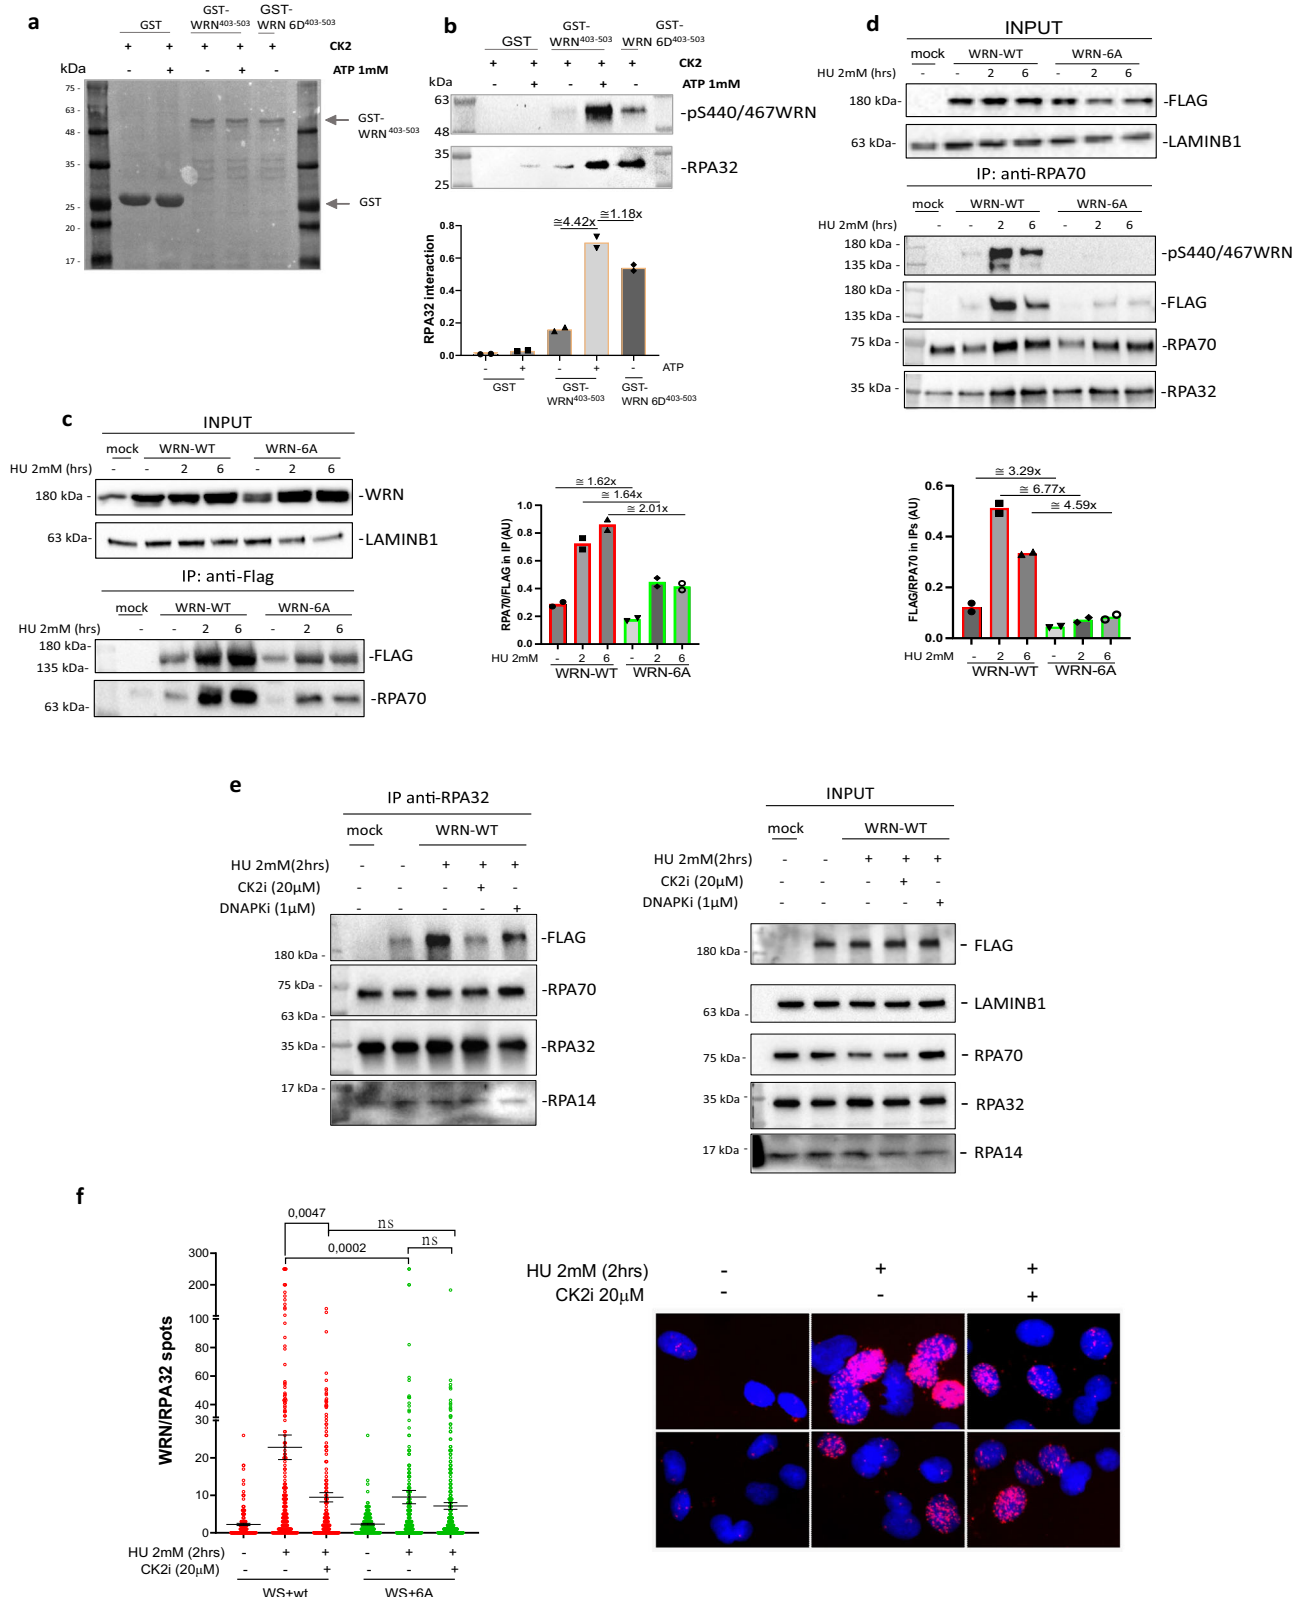 a
GST
GST-
WRN403-503
GST-
WRN 6D403-503
+ + + + + CK2
- + - + - ATP 1mM
kDa
75 -
48 -
35 -
25 -
20 -
17 -
GST-
WRN403-503
GST
b
GST
GST-
WRN403-503
GST-
WRN 6D403-503
+ + + + + CK2
- + - + - ATP 1mM
kDa
63
48
-pS440/467WRN
35
25
-RPA32
≅4.42x
≅1.18x
RPA32 interaction
0.8
0.6
0.4
0.2
0.0
- + - + - ATP
GST
GST-
WRN403-503
GST-
WRN 6D403-503
d
INPUT
mock WRN-WT WRN-6A
HU 2mM (hrs) - - 2 6 - 2 6
180 kDa- -FLAG
63 kDa- -LAMINB1
IP: anti-RPA70
mock WRN-WT WRN-6A
HU 2mM (hrs) - - 2 6 - 2 6
180 kDa -
135 kDa -
-pS440/467WRN
180 kDa -
135 kDa -
-FLAG
75 kDa - -RPA70
35 kDa - -RPA32
c
INPUT
mock WRN-WT WRN-6A
HU 2mM (hrs) - - 2 6 - 2 6
180 kDa - -WRN
63 kDa- -LAMINB1
IP: anti-Flag
mock WRN-WT WRN-6A
HU 2mM (hrs) - - 2 6 - 2 6
180 kDa-
135 kDa-
-FLAG
63 kDa-
-RPA70
≅ 1.62x
≅ 1.64x
≅ 2.01x
RPA70/FLAG in IP (AU)
1.0
0.8
0.6
0.4
0.2
0.0
HU 2mM - 2 6 - 2 6
WRN-WT WRN-6A
≅ 3.29x
≅ 6.77x
≅ 4.59x
FLAG/RPA70 in IPs (AU)
0.6
0.4
0.2
0.0
HU 2mM - 2 6 - 2 6
WRN-WT WRN-6A
e
IP anti-RPA32
mock WRN-WT
HU 2mM(2hrs) - - + + +
CK2i (20μM) - - - + -
DNAPKi (1μM) - - - - +
180 kDa -
-FLAG
75 kDa -
63 kDa -
-RPA70
35 kDa - -RPA32
17 kDa -
-RPA14
INPUT
mock WRN-WT
HU 2mM(2hrs) - - + + +
CK2i (20μM) - - - + -
DNAPKi (1μM) - - - - +
180 kDa - - FLAG
63 kDa - - LAMINB1
75 kDa - - RPA70
35 kDa - - RPA32
17 kDa - - RPA14
f
0,0047
ns
0,0002
ns
WRN/RPA32 spots
300
200
100
80
60
40
30
20
10
0
HU 2mM (2hrs) - + + - + +
CK2i (20μM) - - + - - +
WS+wt WS+6A
HU 2mM (2hrs) - + +
CK2i 20μM - - +